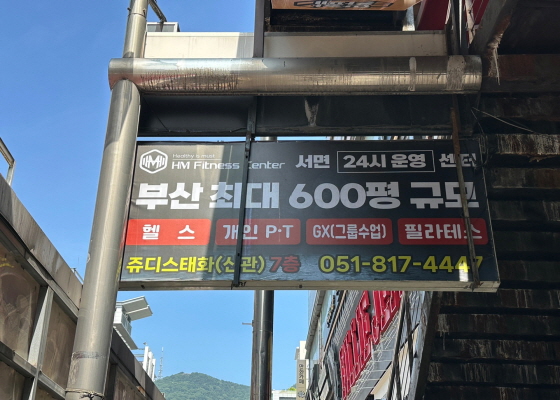 Healthy & most
HM Fitness Center 서면 24시 운영 센터
부산 최대 600평 규모
헬스 개인 P·T GX(그룹수업) 필라테스
쥬디스태화(신관) 7층 051-817-4447